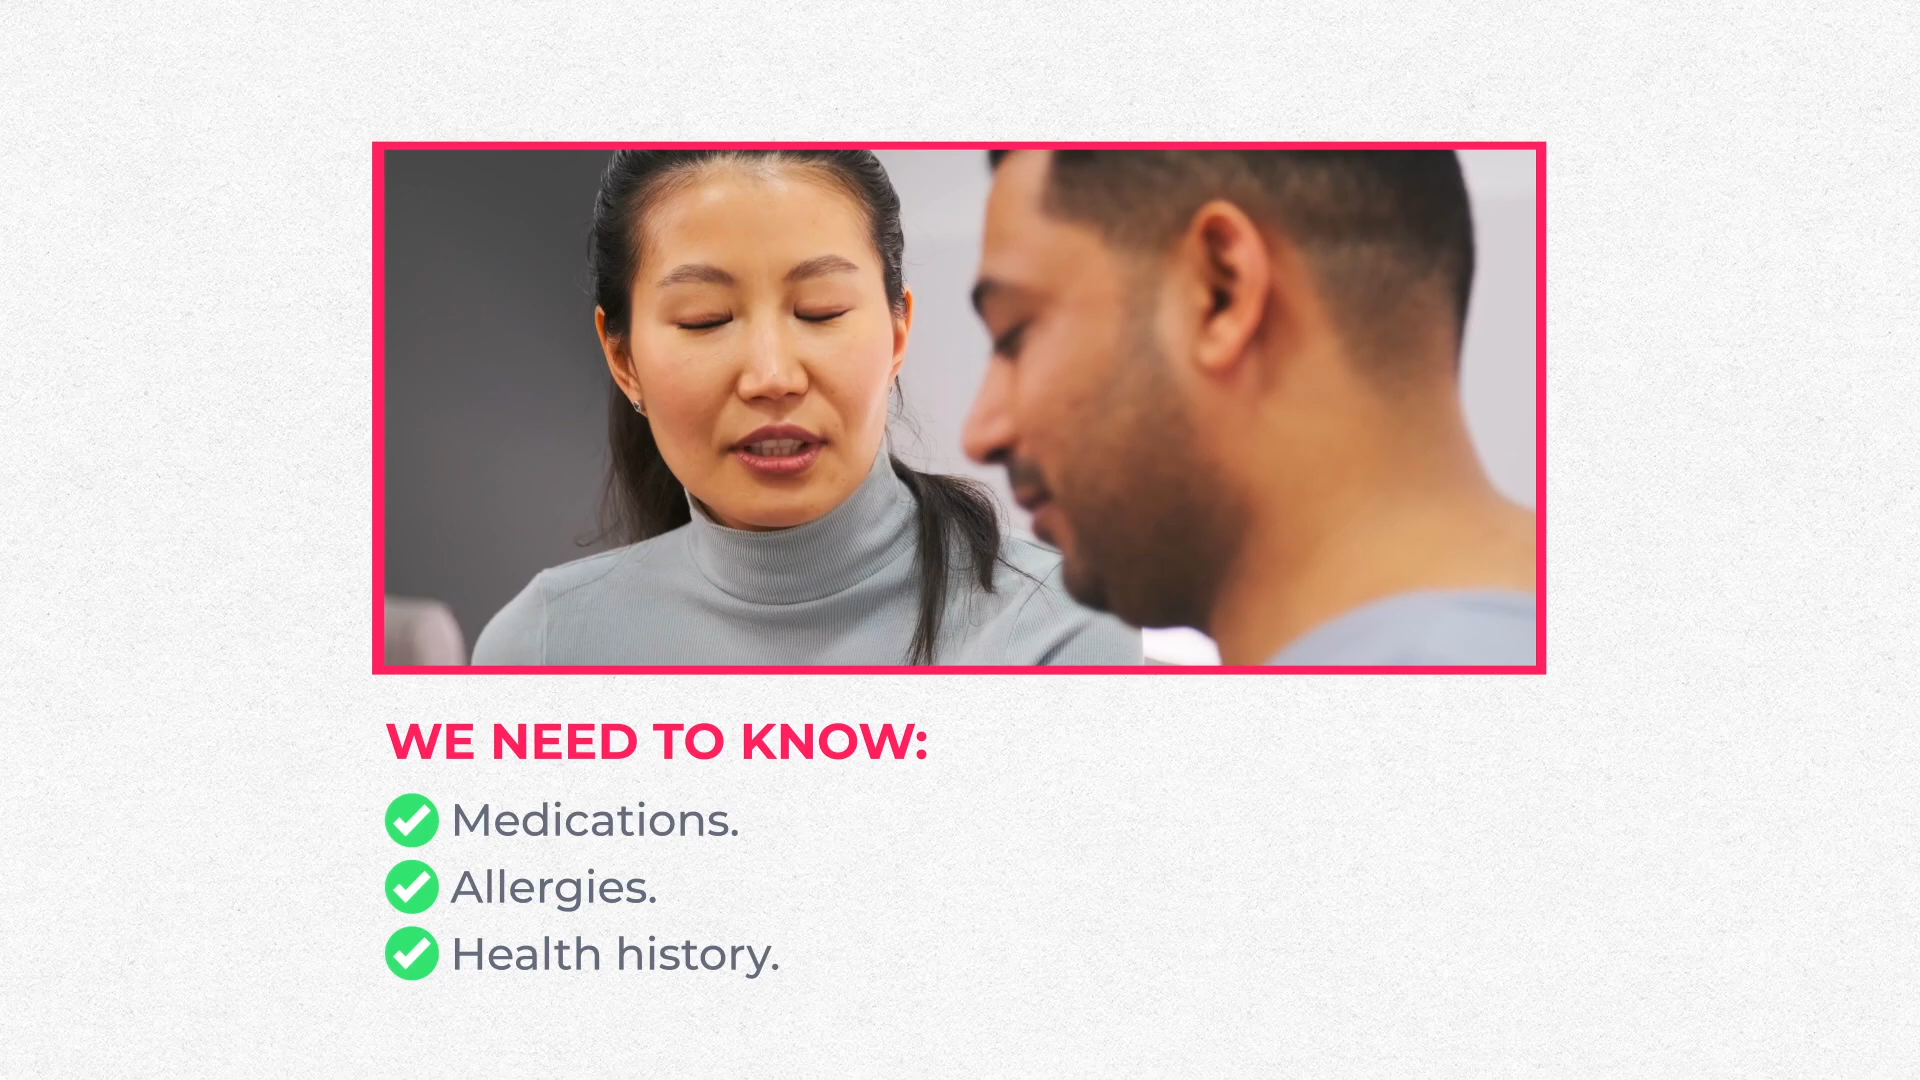 WE NEED TO KNOW:
Medications.
Allergies.
Health history.